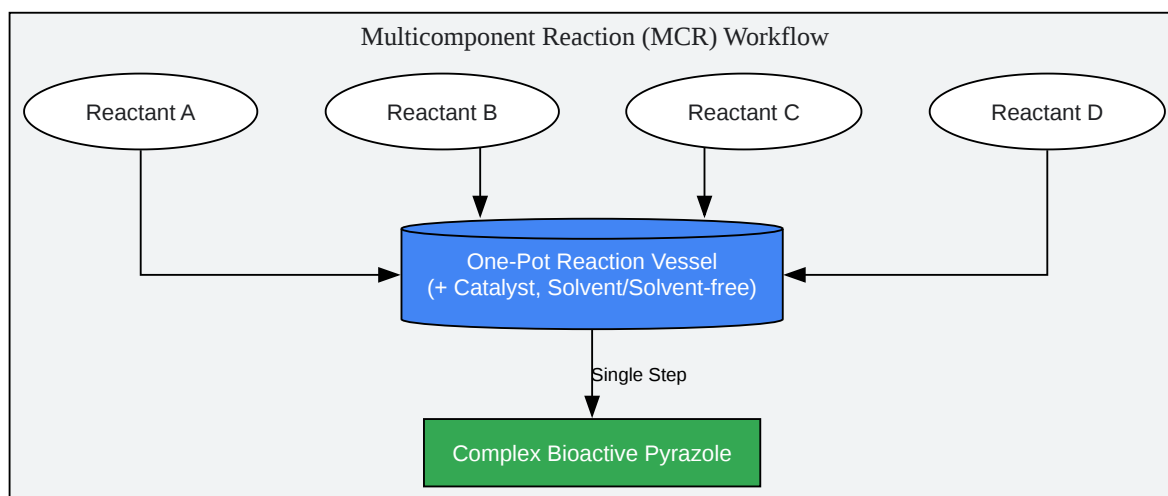 Multicomponent Reaction (MCR) Workflow
Reactant A
Reactant B
Reactant C
Reactant D
One-Pot Reaction Vessel
(+ Catalyst, Solvent/Solvent-free)
Single Step
Complex Bioactive Pyrazole